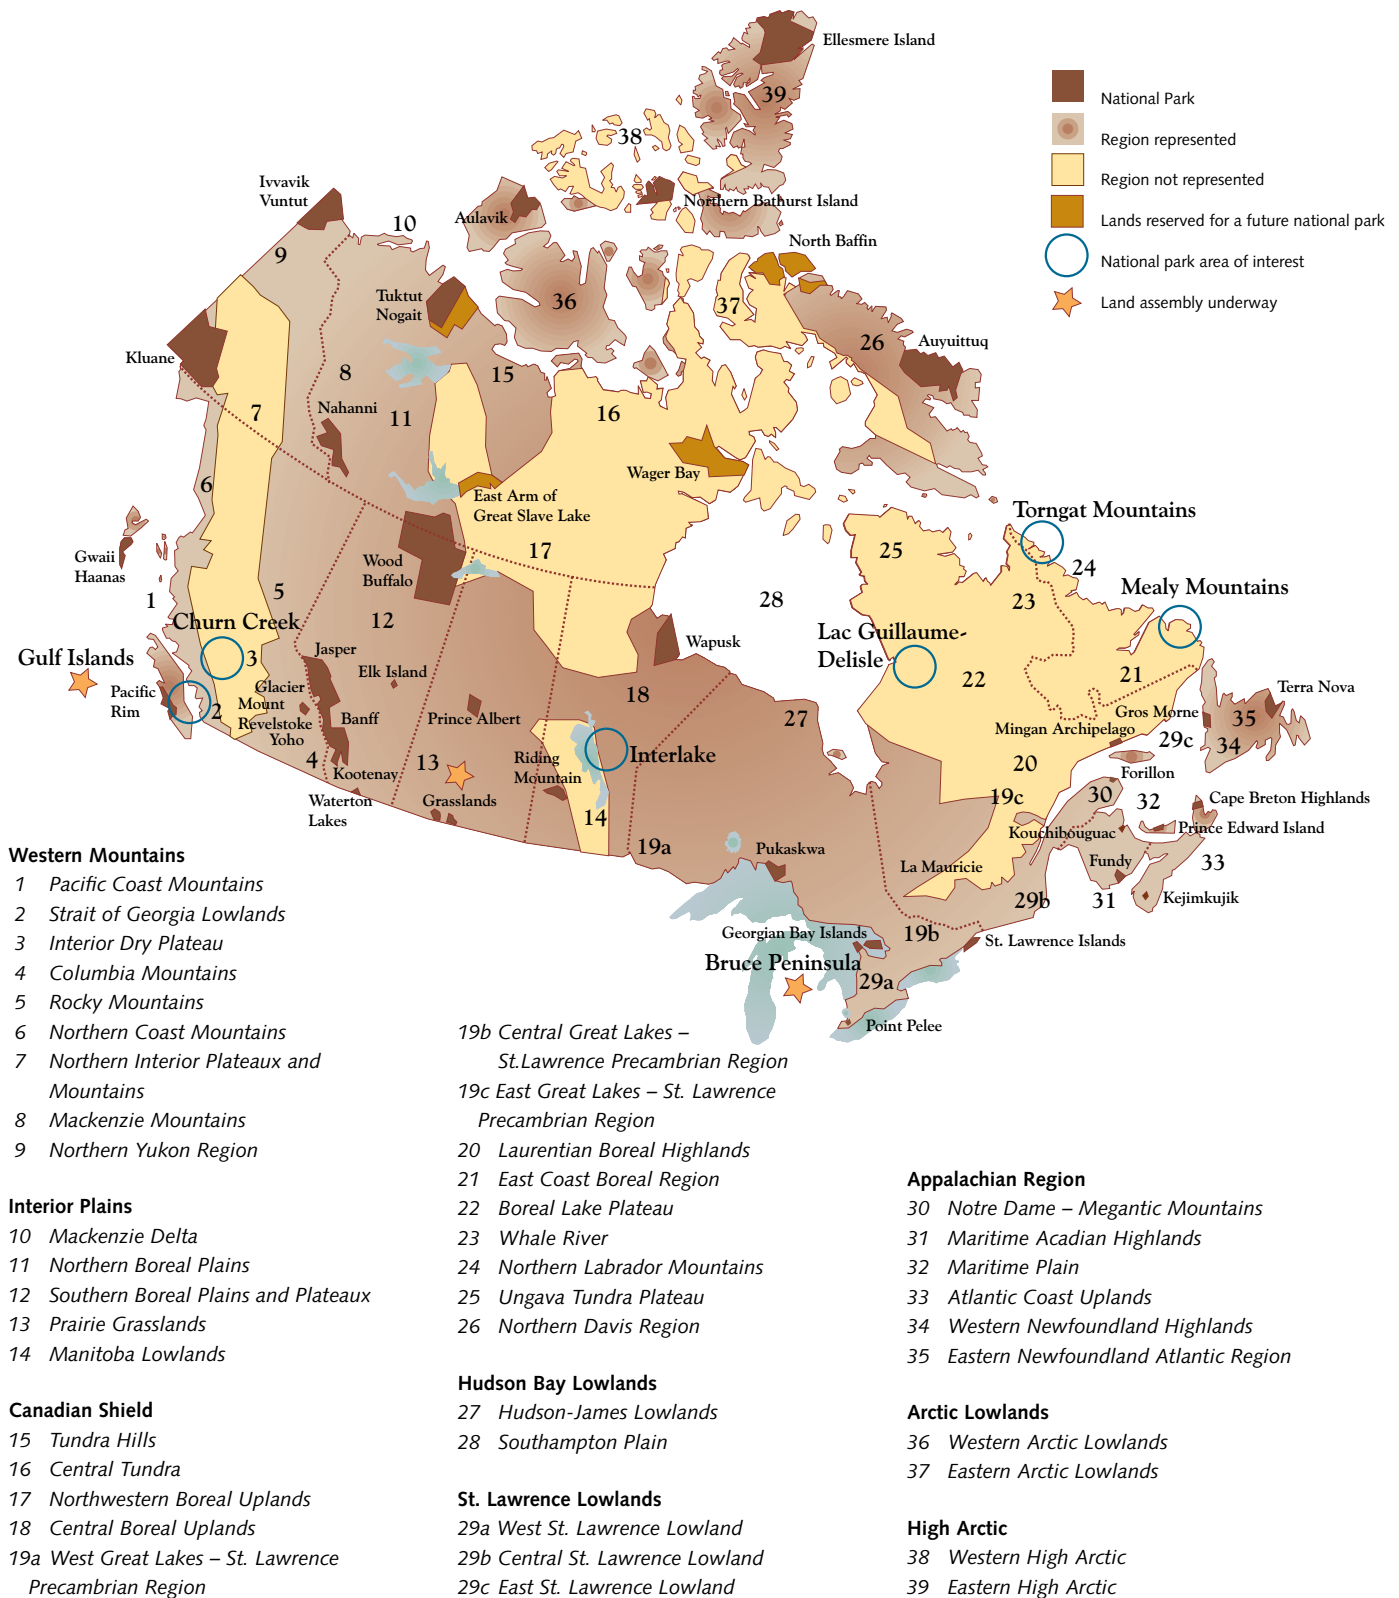 Ellesmere Island
39
38
National Park
Region represented
Region not represented
Lands reserved for a future national park
National park area of interest
Land assembly underway
Ivvavik
Vuntut
Aulavik
Northern Bathurst Island
10
9
North Baffin
Tuktut
Nogait
36
37
Kluane
26
Auyuittuq
8
15
7
Nahanni
11
16
Wager Bay
6
East Arm of
Great Slave Lake
Torngat Mountains
Gwaii
Haanas
Wood
Buffalo
17
25
24
1
5
28
23
Mealy Mountains
Churn Creek
12
Wapusk
Lac Guillaume-
Delisle
Gulf Islands
3
Jasper
Elk Island
22
21
Pacific
Rim
Glacier
Mount
Revelstoke
Yoho
2
Banff
Prince Albert
18
27
Terra Nova
Gros Morne
35
Mingan Archipelago
29c
34
4
Kootenay
13
Riding
Mountain
Interlake
20
Forillon
Waterton
Lakes
Grasslands
14
19c
30
32
Cape Breton Highlands
Kouchibouguac
Prince Edward Island
19a
Pukaskwa
La Mauricie
Fundy
33
29b
31
Kejimkujik
Georgian Bay Islands
19b
St. Lawrence Islands
Bruce Peninsula
29a
Point Pelee
Western Mountains
1 Pacific Coast Mountains
2 Strait of Georgia Lowlands
3 Interior Dry Plateau
4 Columbia Mountains
5 Rocky Mountains
6 Northern Coast Mountains
7 Northern Interior Plateaux and
Mountains
8 Mackenzie Mountains
9 Northern Yukon Region
Interior Plains
10 Mackenzie Delta
11 Northern Boreal Plains
12 Southern Boreal Plains and Plateaux
13 Prairie Grasslands
14 Manitoba Lowlands
Canadian Shield
15 Tundra Hills
16 Central Tundra
17 Northwestern Boreal Uplands
18 Central Boreal Uplands
19a West Great Lakes – St. Lawrence
Precambrian Region
19b Central Great Lakes –
St.Lawrence Precambrian Region
19c East Great Lakes – St. Lawrence
Precambrian Region
20 Laurentian Boreal Highlands
21 East Coast Boreal Region
22 Boreal Lake Plateau
23 Whale River
24 Northern Labrador Mountains
25 Ungava Tundra Plateau
26 Northern Davis Region
Hudson Bay Lowlands
27 Hudson-James Lowlands
28 Southampton Plain
St. Lawrence Lowlands
29a West St. Lawrence Lowland
29b Central St. Lawrence Lowland
29c East St. Lawrence Lowland
Appalachian Region
30 Notre Dame – Megantic Mountains
31 Maritime Acadian Highlands
32 Maritime Plain
33 Atlantic Coast Uplands
34 Western Newfoundland Highlands
35 Eastern Newfoundland Atlantic Region
Arctic Lowlands
36 Western Arctic Lowlands
37 Eastern Arctic Lowlands
High Arctic
38 Western High Arctic
39 Eastern High Arctic